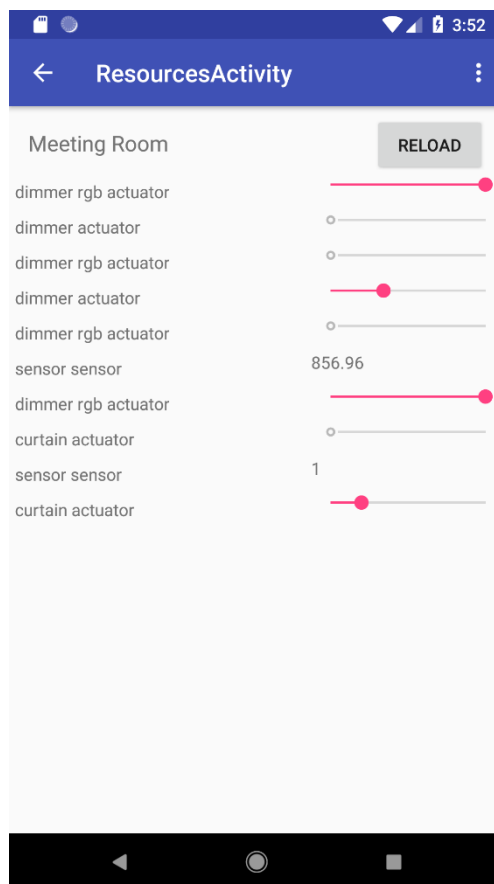 3:52
ResourcesActivity
Meeting Room RELOAD
dimmer rgb actuator
dimmer actuator
dimmer rgb actuator
dimmer actuator
dimmer rgb actuator
sensor sensor 856.96
dimmer rgb actuator
curtain actuator
sensor sensor 1
curtain actuator